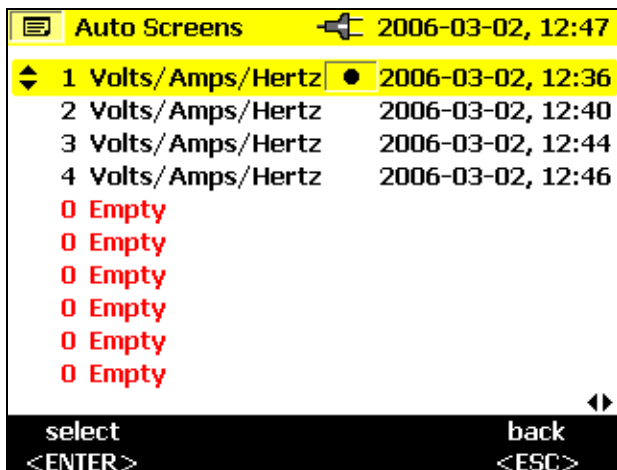 Auto Screens 2006-03-02, 12:47
1 Volts/Amps/Hertz 2006-03-02, 12:36
2 Volts/Amps/Hertz 2006-03-02, 12:40
3 Volts/Amps/Hertz 2006-03-02, 12:44
4 Volts/Amps/Hertz 2006-03-02, 12:46
0 Empty
0 Empty
0 Empty
0 Empty
0 Empty
0 Empty
select back
<ENTER> <ESC>